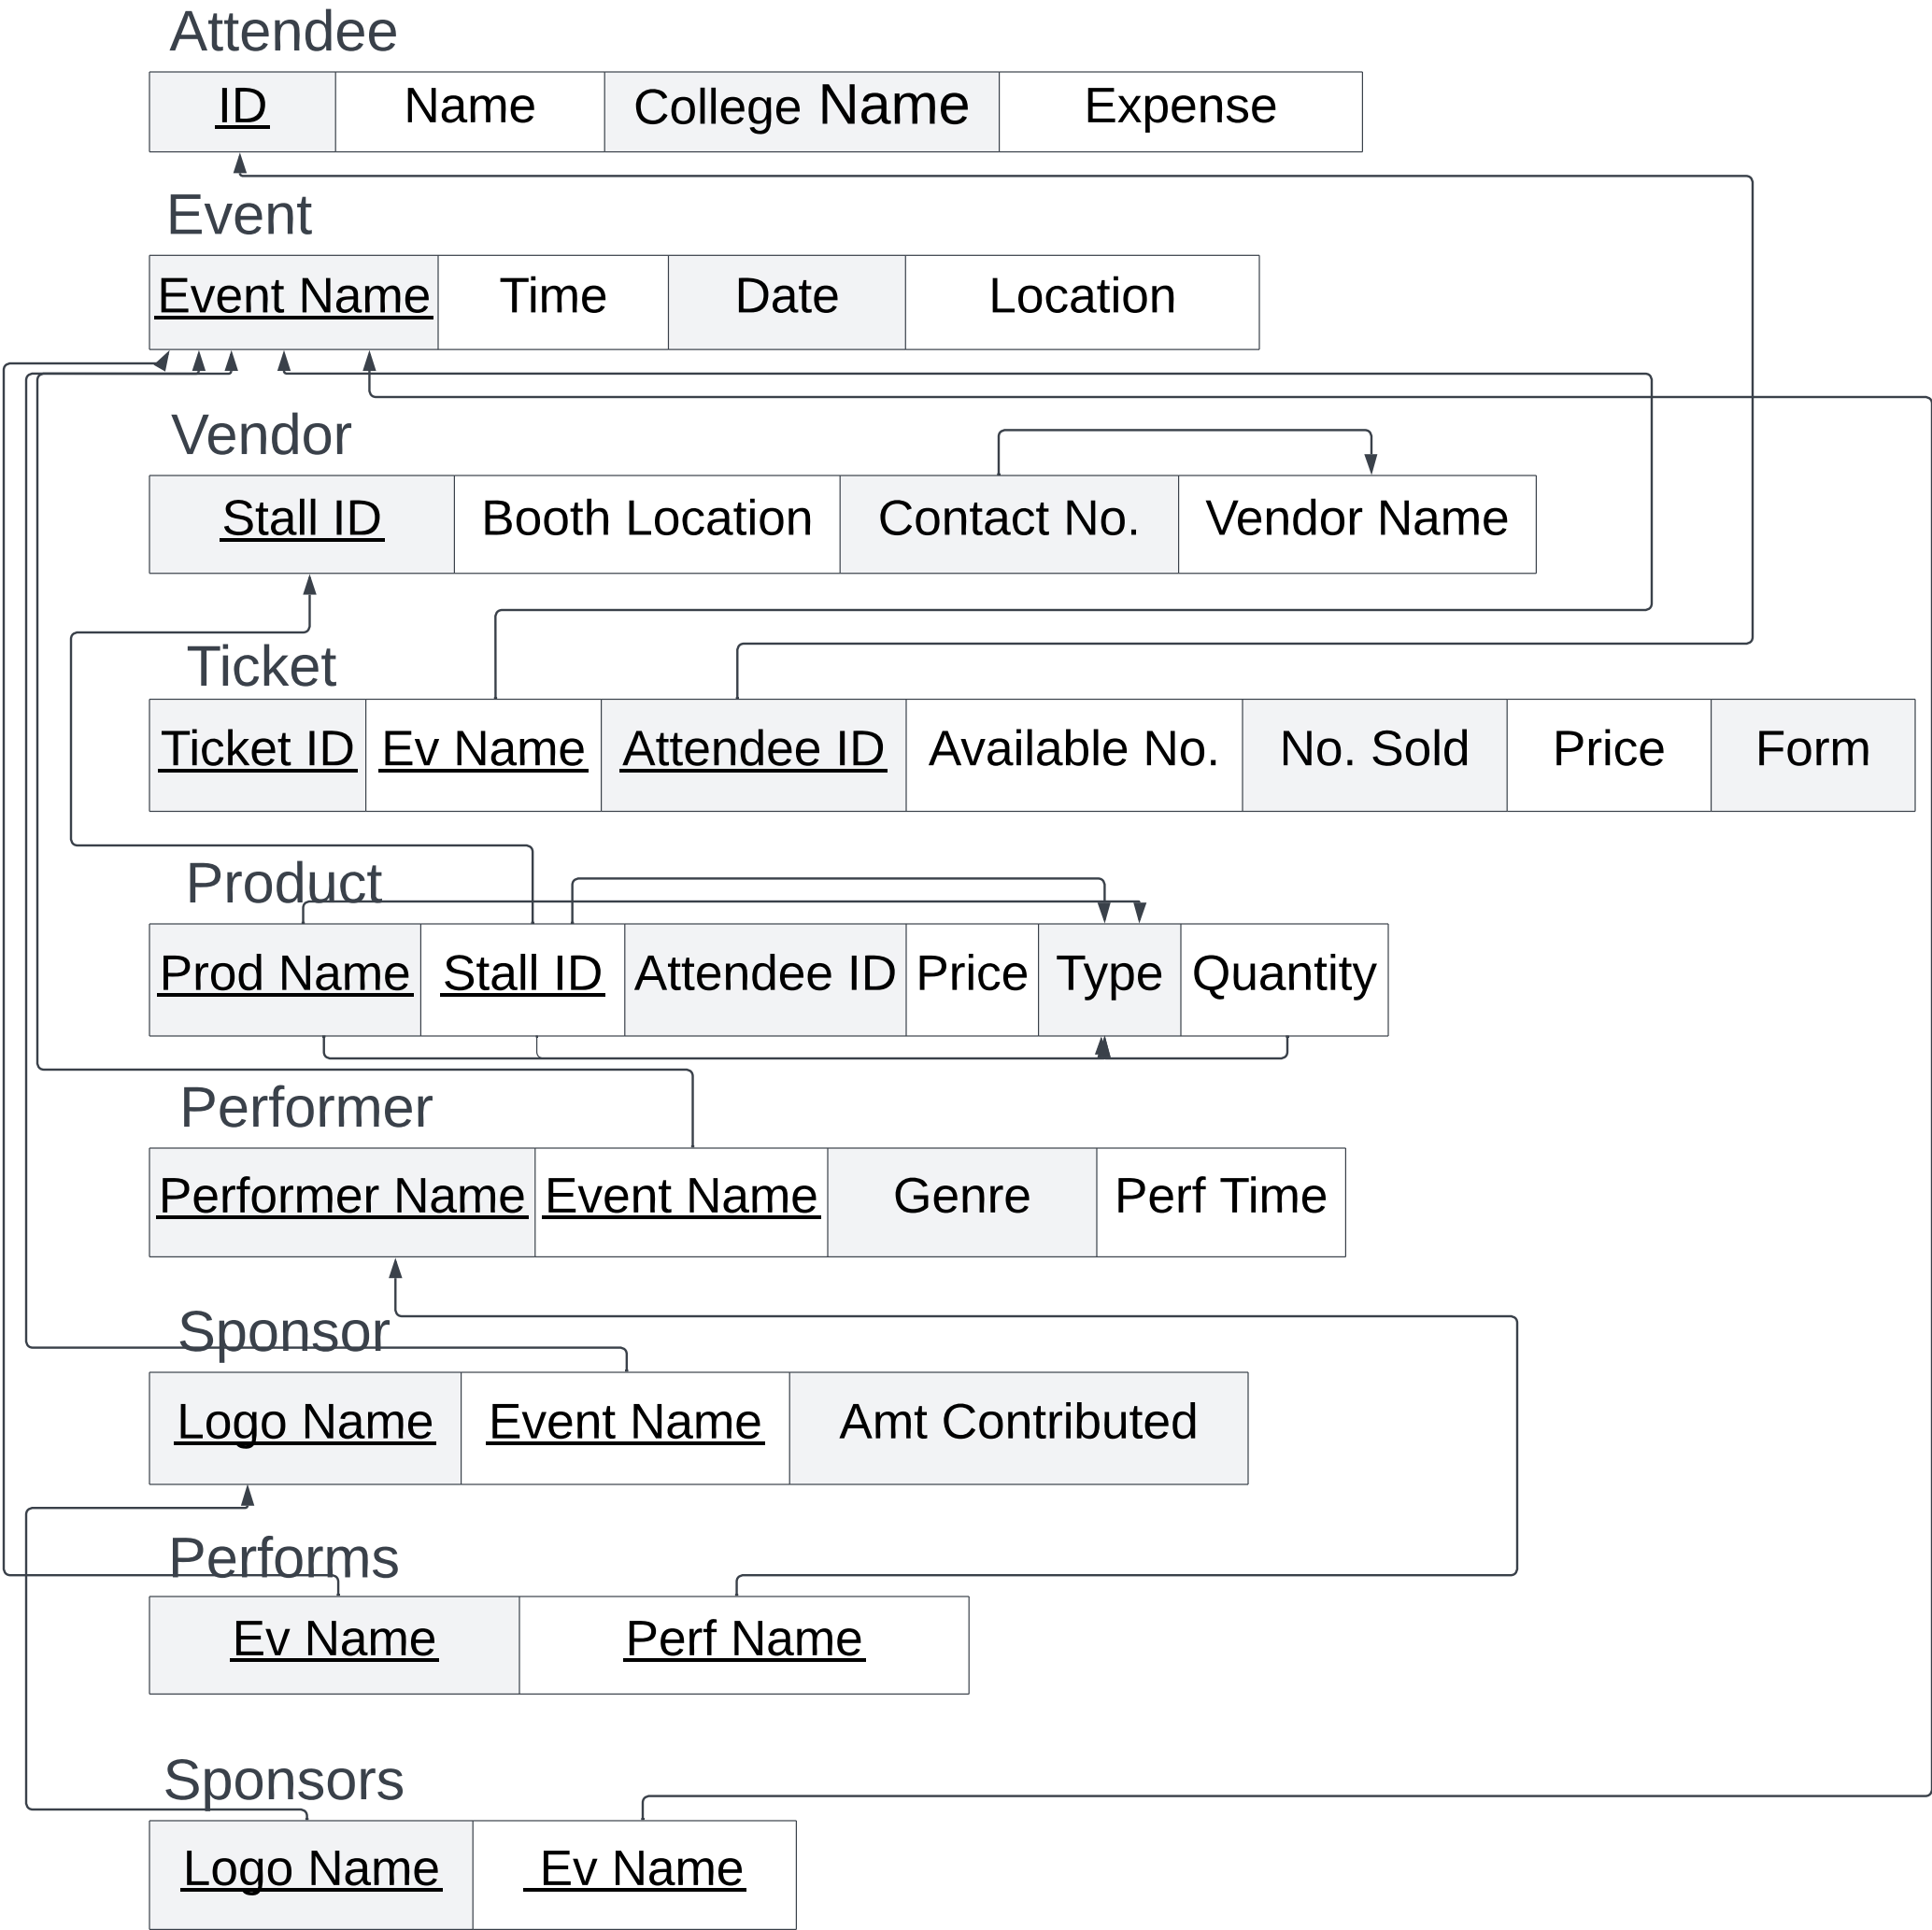 Attendee
ID Name College Name Expense
Event
Event Name Time Date Location
Vendor
Stall ID Booth Location Contact No. Vendor Name
Ticket
Ticket ID Ev Name Attendee ID Available No. No. Sold Price Form
Product
Prod Name Stall ID Attendee ID Price Type Quantity
Performer
Performer Name Event Name Genre Perf Time
Sponsor
Logo Name Event Name Amt Contributed
Performs
Ev Name Perf Name
Sponsors
Logo Name Ev Name